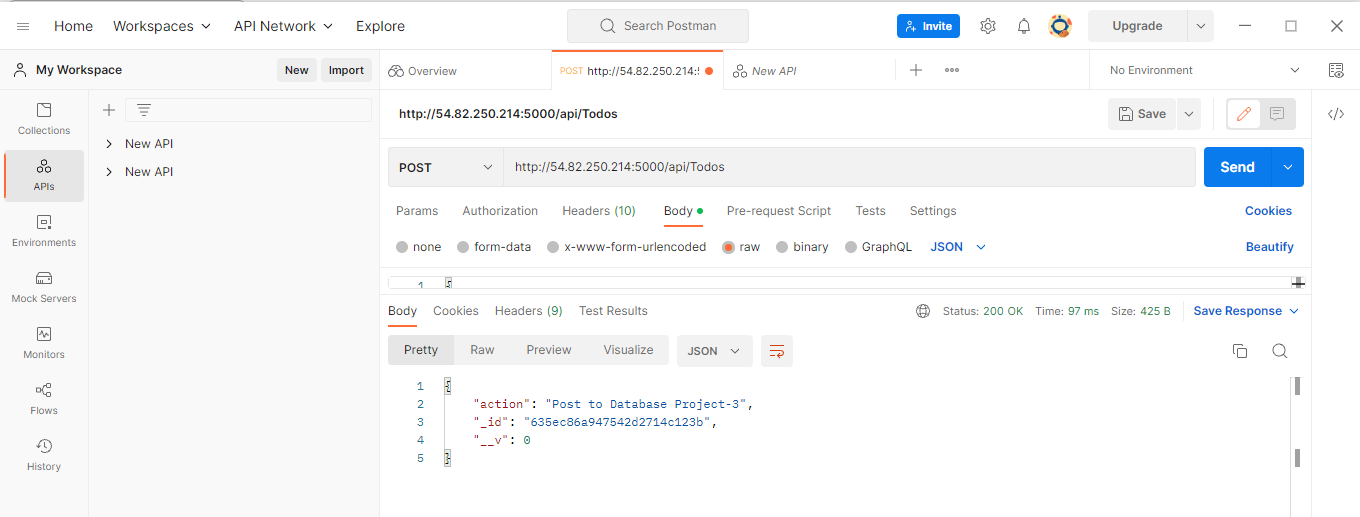 Home Workspaces API Network Explore Search Postman Invite Upgrade
My Workspace New Import Overview POST http://54.82.250.214:5 New API No Environment
Collections
APIs
Environments
Mock Servers
Monitors
Flows
History
New API
New API
http://54.82.250.214:5000/api/Todos Save
POST http://54.82.250.214:5000/api/Todos Send
Params Authorization Headers (10) Body Pre-request Script Tests Settings Cookies
none form-data x-www-form-urlencoded raw binary GraphQL JSON Beautify
1 {
Body Cookies Headers (9) Test Results Status: 200 OK Time: 97 ms Size: 425 B Save Response
Pretty Raw Preview Visualize JSON
1 {
2 "action": "Post to Database Project-3",
3 "_id": "635ec86a947542d2714c123b",
4 "__v": 0
5 }